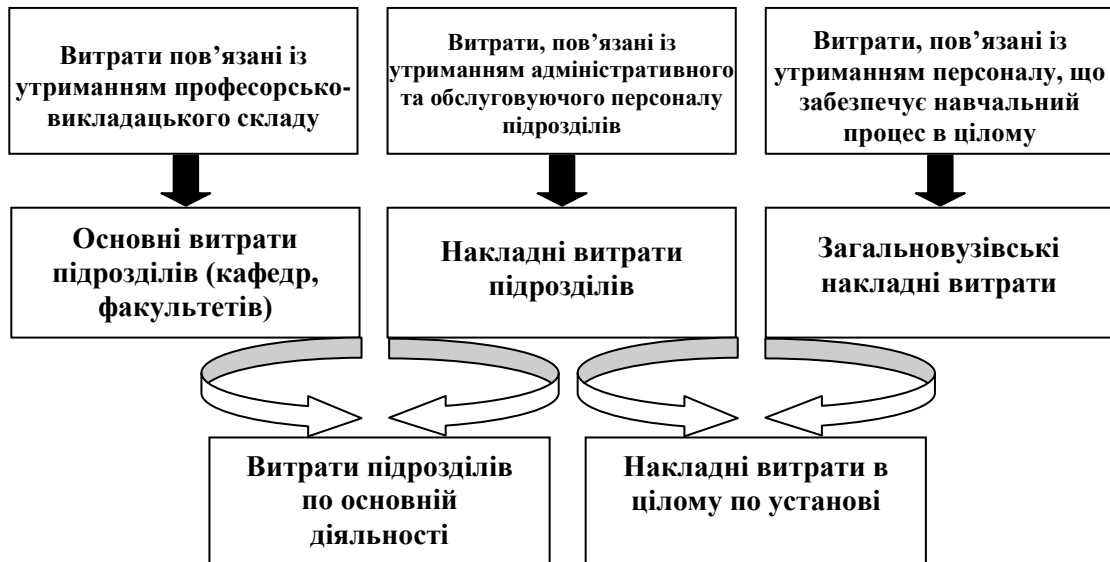 Витрати пов’язані із
утриманням професорсько-
викладацького складу
Витрати, пов’язані із
утриманням адміністративного
та обслуговуючого персоналу
підрозділів
Витрати, пов’язані із
утриманням персоналу, що
забезпечує навчальний
процес в цілому
Основні витрати
підрозділів (кафедр,
факультетів)
Накладні витрати
підрозділів
Загальновузівські
накладні витрати
Витрати підрозділів
по основній
діяльності
Накладні витрати в
цілому по установі